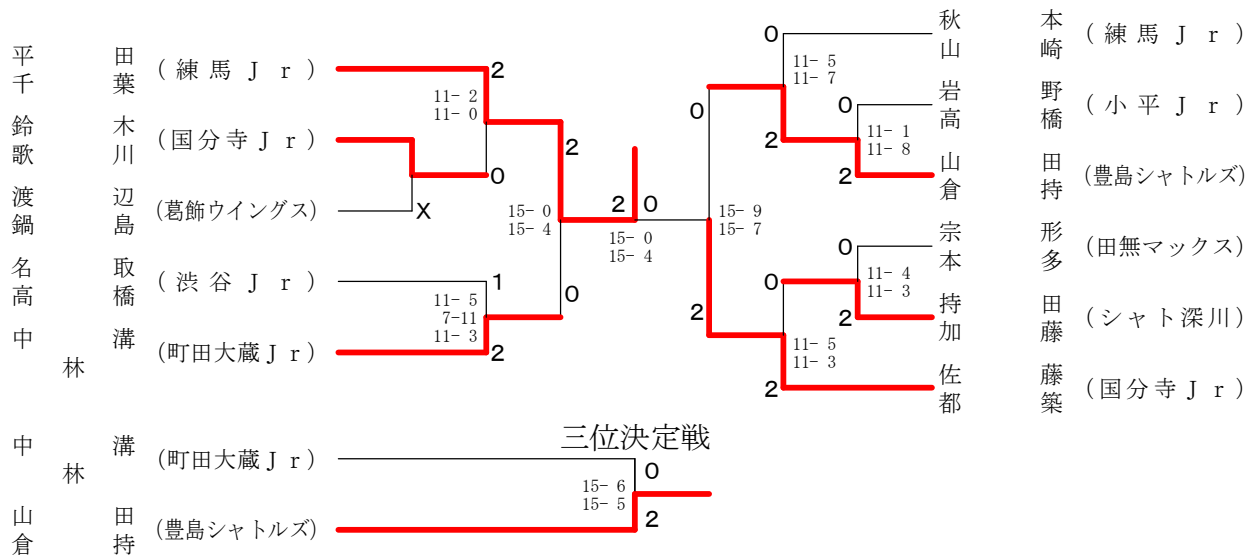 平田
千葉
(練馬Jr)
鈴木
歌川
(国分寺Jr)
渡辺
鍋島
(葛飾ウイングス)
名取
高橋
(渋谷Jr)
中溝
林
(町田大蔵Jr)
2
11- 2
11- 0
0
X
2
15- 0
15- 4
0
1
11- 5
7-11
11- 3
2
2 0
15- 0
15- 4
0
15- 9
15- 7
2
0
11- 5
11- 7
2
0
11- 1
11- 8
2
0
11- 4
11- 3
2
0
11- 5
11- 3
2
秋本
山崎
(練馬Jr)
岩野
高橋
(小平Jr)
山田
倉持
(豊島シャトルズ)
宗形
本多
(田無マックス)
持田
加藤
(シャト深川)
佐藤
都築
(国分寺Jr)
三位決定戦
中溝
林
(町田大蔵Jr)
0
15- 6
15- 5
2
山田
倉持
(豊島シャトルズ)